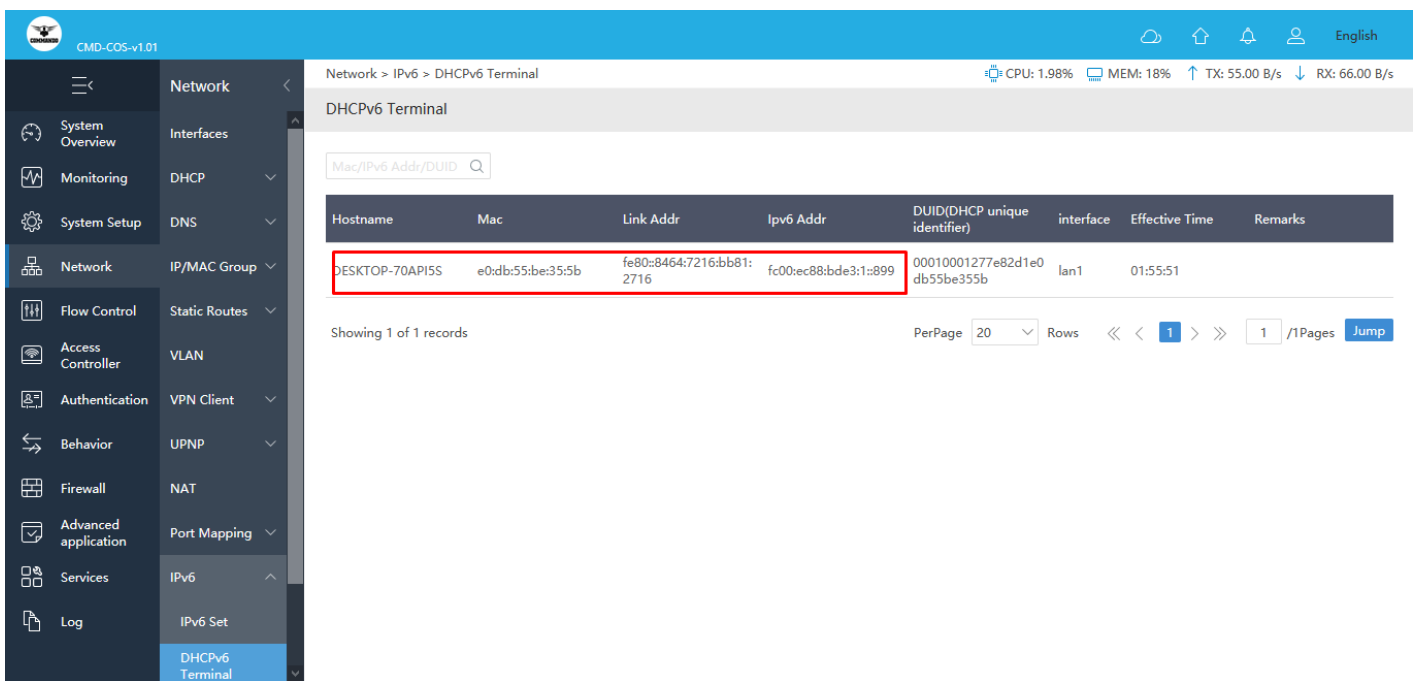 COMMANDO
CMD-COS-v1.01
English
Network
Network > IPv6 > DHCPv6 Terminal
CPU: 1.98% MEM: 18% TX: 55.00 B/s RX: 66.00 B/s
DHCPv6 Terminal
System
Overview
Monitoring
System Setup
Network
Flow Control
Access
Controller
Authentication
Behavior
Firewall
Advanced
application
Services
Log
Interfaces
DHCP
DNS
IP/MAC Group
Static Routes
VLAN
VPN Client
UPNP
NAT
Port Mapping
IPv6
IPv6 Set
DHCPv6
Terminal
Mac/IPv6 Addr/DUID
Hostname Mac Link Addr Ipv6 Addr DUID(DHCP unique
identifier) interface Effective Time Remarks
DESKTOP-70API5S e0:db:55:be:35:5b fe80::8464:7216:bb81:
2716 fc00:ec88:bde3:1::899 00010001277e82d1e0
db55be355b lan1 01:55:51
Showing 1 of 1 records
PerPage 20 Rows 1 1 /1Pages Jump